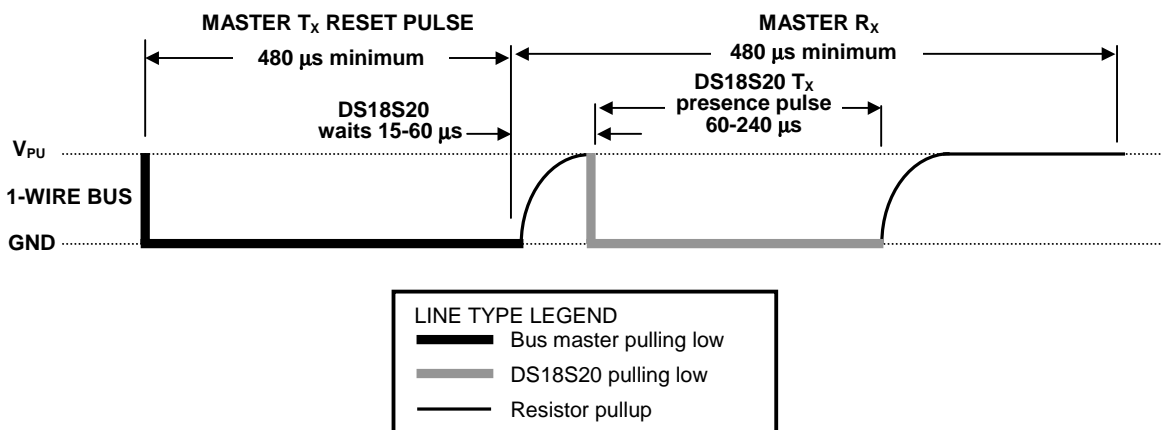 MASTER TX RESET PULSE
MASTER RX
480 μs minimum
480 μs minimum
DS18S20 TX
presence pulse
60-240 μs
DS18S20
waits 15-60 μs
VPU
1-WIRE BUS
GND
LINE TYPE LEGEND
Bus master pulling low
DS18S20 pulling low
Resistor pullup